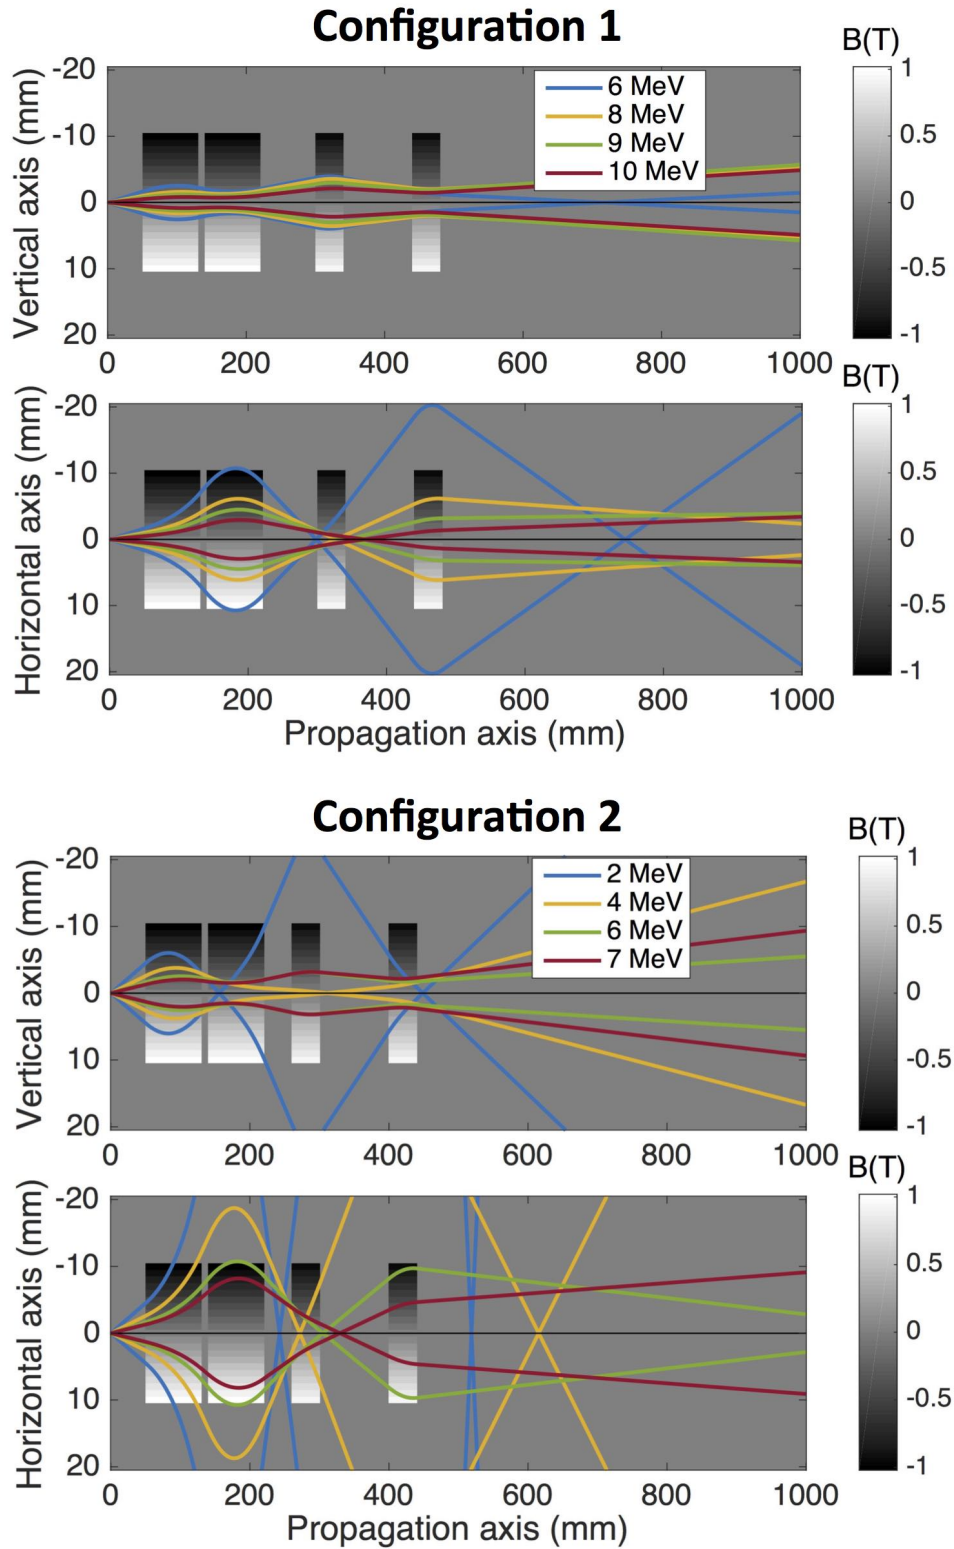 Configuration 1
B(T)
-20
-10
0
10
20
Vertical axis (mm)
6 MeV
8 MeV
9 MeV
10 MeV
1
0.5
0
-0.5
-1
0 200 400 600 800 1000
B(T)
-20
-10
0
10
20
Horizontal axis (mm)
1
0.5
0
-0.5
-1
0 200 400 600 800 1000
Propagation axis (mm)
Configuration 2
B(T)
-20
-10
0
10
20
Vertical axis (mm)
2 MeV
4 MeV
6 MeV
7 MeV
1
0.5
0
-0.5
-1
0 200 400 600 800 1000
B(T)
-20
-10
0
10
20
Horizontal axis (mm)
1
0.5
0
-0.5
-1
0 200 400 600 800 1000
Propagation axis (mm)